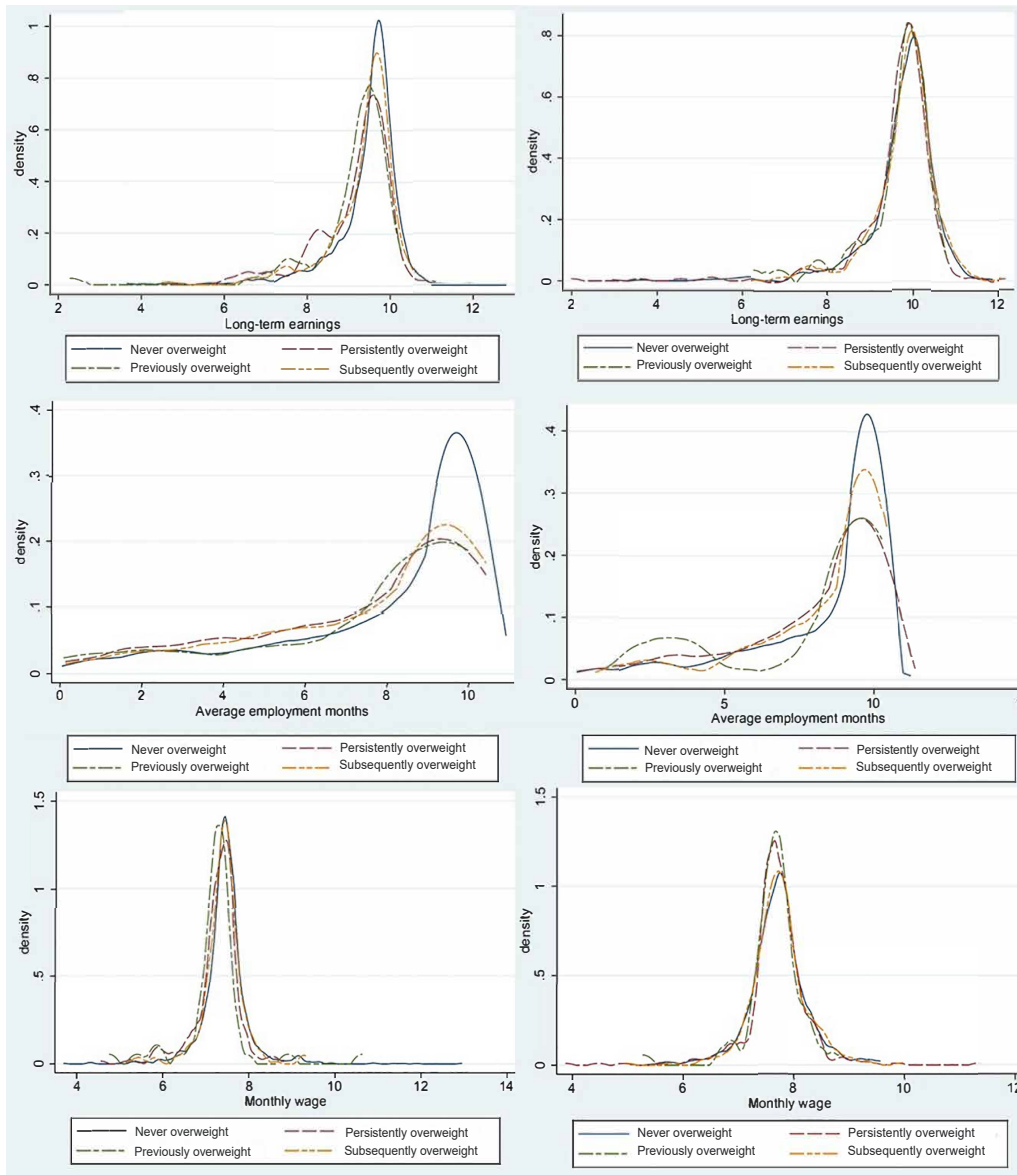 density
0
.2
.4
.6
.8
1
2
4
6
8
10
12
Long-term earnings
Never overweight
Persistently overweight
Previously overweight
Subsequently overweight
density
0
.2
.4
.6
.8
2
4
6
8
10
12
Long-term earnings
Never overweight
Persistently overweight
Previously overweight
Subsequently overweight
density
0
.1
.2
.3
.4
0
2
4
6
8
10
Average employment months
Never overweight
Persistently overweight
Previously overweight
Subsequently overweight
density
0
.1
.2
.3
.4
0
5
10
Average employment months
Never overweight
Persistently overweight
Previously overweight
Subsequently overweight
density
0
.5
1
1.5
4
6
8
10
12
14
Monthly wage
Never overweight
Persistently overweight
Previously overweight
Subsequently overweight
density
0
.5
1
1.5
4
6
8
10
12
Monthly wage
Never overweight
Persistently overweight
Previously overweight
Subsequently overweight